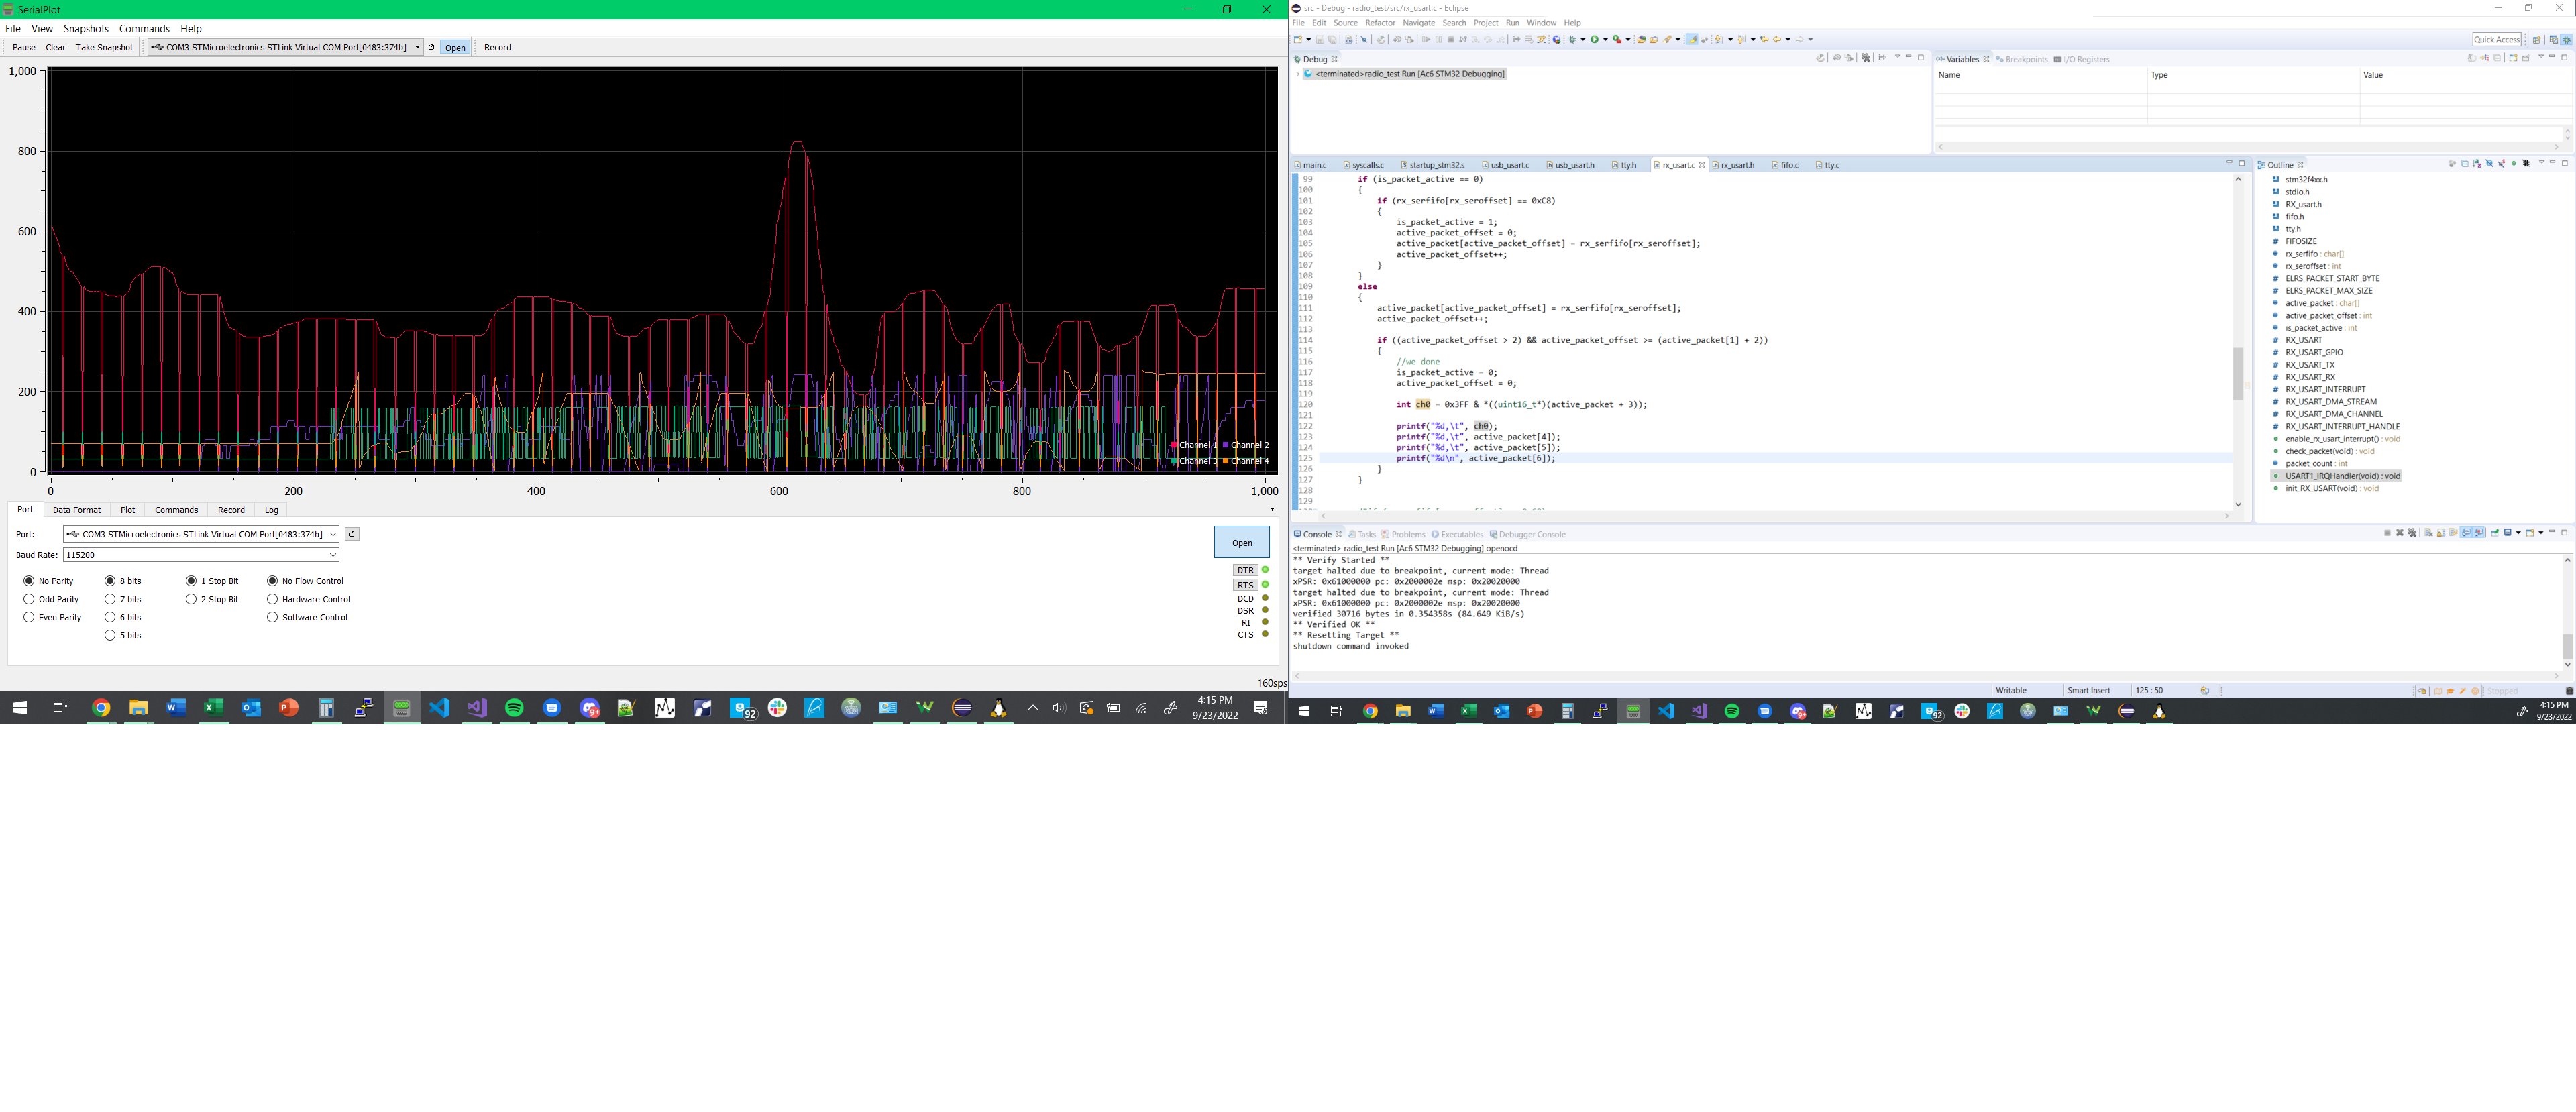 SerialPlot
File View Snapshots Commands Help
Pause Clear Take Snapshot COM3 STMicroelectronics STLink Virtual COM Port[0483:374b] Open Record
1,000
800
600
400
200
0
Channel 1 Channel 2
Channel 3 Channel 4
0 200 400 600 800 1,000
Port Data Format Plot Commands Record Log
Port: COM3 STMicroelectronics STLink Virtual COM Port[0483:374b]
Open
Baud Rate: 115200
No Parity 8 bits 1 Stop Bit No Flow Control
Odd Parity 7 bits 2 Stop Bit Hardware Control
Even Parity 6 bits Software Control
5 bits
DTR
RTS
DCD
DSR
RI
CTS
160sps
92
4:15 PM
9/23/2022
src - Debug - radio_test/src/rx_usart.c - Eclipse
File Edit Source Refactor Navigate Search Project Run Window Help
Quick Access
Debug
<terminated>radio_test Run [Ac6 STM32 Debugging]
Variables Breakpoints I/O Registers
Name Type Value
main.c syscalls.c startup_stm32.s usb_usart.c usb_usart.h tty.h rx_usart.c rx_usart.h fifo.c tty.c
99 if (is_packet_active == 0)
100 {
101 if (rx_serfifo[rx_seroffset] == 0xC8)
102 {
103 is_packet_active = 1;
104 active_packet_offset = 0;
105 active_packet[active_packet_offset] = rx_serfifo[rx_seroffset];
106 active_packet_offset++;
107 }
108 }
109 else
110 {
111 active_packet[active_packet_offset] = rx_serfifo[rx_seroffset];
112 active_packet_offset++;
113
114 if ((active_packet_offset > 2) && active_packet_offset >= (active_packet[1] + 2))
115 {
116 //we done
117 is_packet_active = 0;
118 active_packet_offset = 0;
119
120 int ch0 = 0x3FF & *((uint16_t*)(active_packet + 3));
121
122 printf("%d,\t", ch0);
123 printf("%d,\t", active_packet[4]);
124 printf("%d,\t", active_packet[5]);
125 printf("%d\n", active_packet[6]);
126 }
127 }
128
129
Outline
stm32f4xx.h
stdio.h
RX_usart.h
fifo.h
tty.h
FIFOSIZE
rx_serfifo : char[]
rx_seroffset : int
ELRS_PACKET_START_BYTE
ELRS_PACKET_MAX_SIZE
active_packet : char[]
active_packet_offset : int
is_packet_active : int
RX_USART
RX_USART_GPIO
RX_USART_TX
RX_USART_RX
RX_USART_INTERRUPT
RX_USART_DMA_STREAM
RX_USART_DMA_CHANNEL
RX_USART_INTERRUPT_HANDLE
enable_rx_usart_interrupt() : void
check_packet(void) : void
packet_count : int
USART1_IRQHandler(void) : void
init_RX_USART(void) : void
Console Tasks Problems Executables Debugger Console
<terminated> radio_test Run [Ac6 STM32 Debugging] openocd
** Verify Started **
target halted due to breakpoint, current mode: Thread
xPSR: 0x61000000 pc: 0x2000002e msp: 0x20020000
target halted due to breakpoint, current mode: Thread
xPSR: 0x61000000 pc: 0x2000002e msp: 0x20020000
verified 30716 bytes in 0.354358s (84.649 KiB/s)
** Verified OK **
** Resetting Target **
shutdown command invoked
Writable Smart Insert 125 : 50 Stopped
92
4:15 PM
9/23/2022